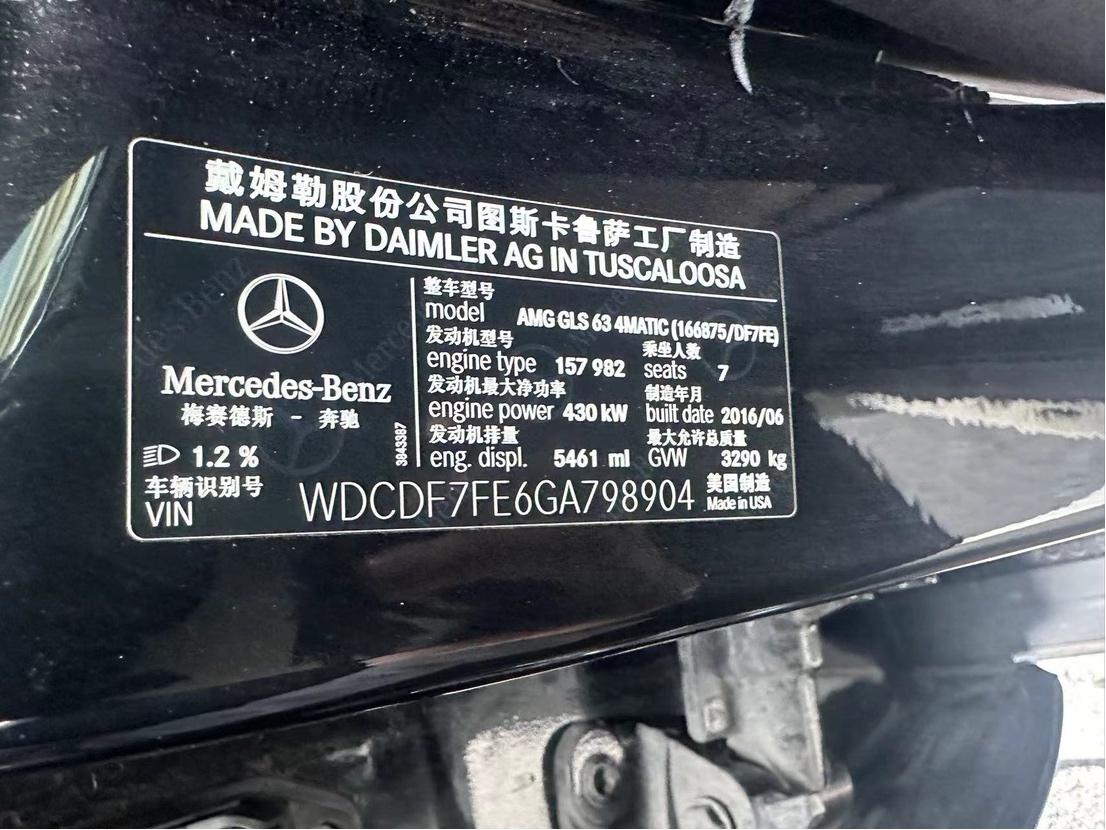 戴姆勒股份公司图斯卡鲁萨工厂制造
MADE BY DAIMLER AG IN TUSCALOOSA
Mercedes-Benz
梅赛德斯 - 奔驰
1.2 %
3843387
整车型号
model AMG GLS 63 4MATIC (166875/DF7FE)
发动机型号 乘坐人数
engine type 157 982 seats 7
发动机最大净功率 制造年月
engine power 430 kW built date 2016/06
发动机排量 最大允许总质量
eng. displ. 5461 ml GVW 3290 kg
车辆识别号 美国制造
VIN WDCDF7FE6GA798904 Made in USA